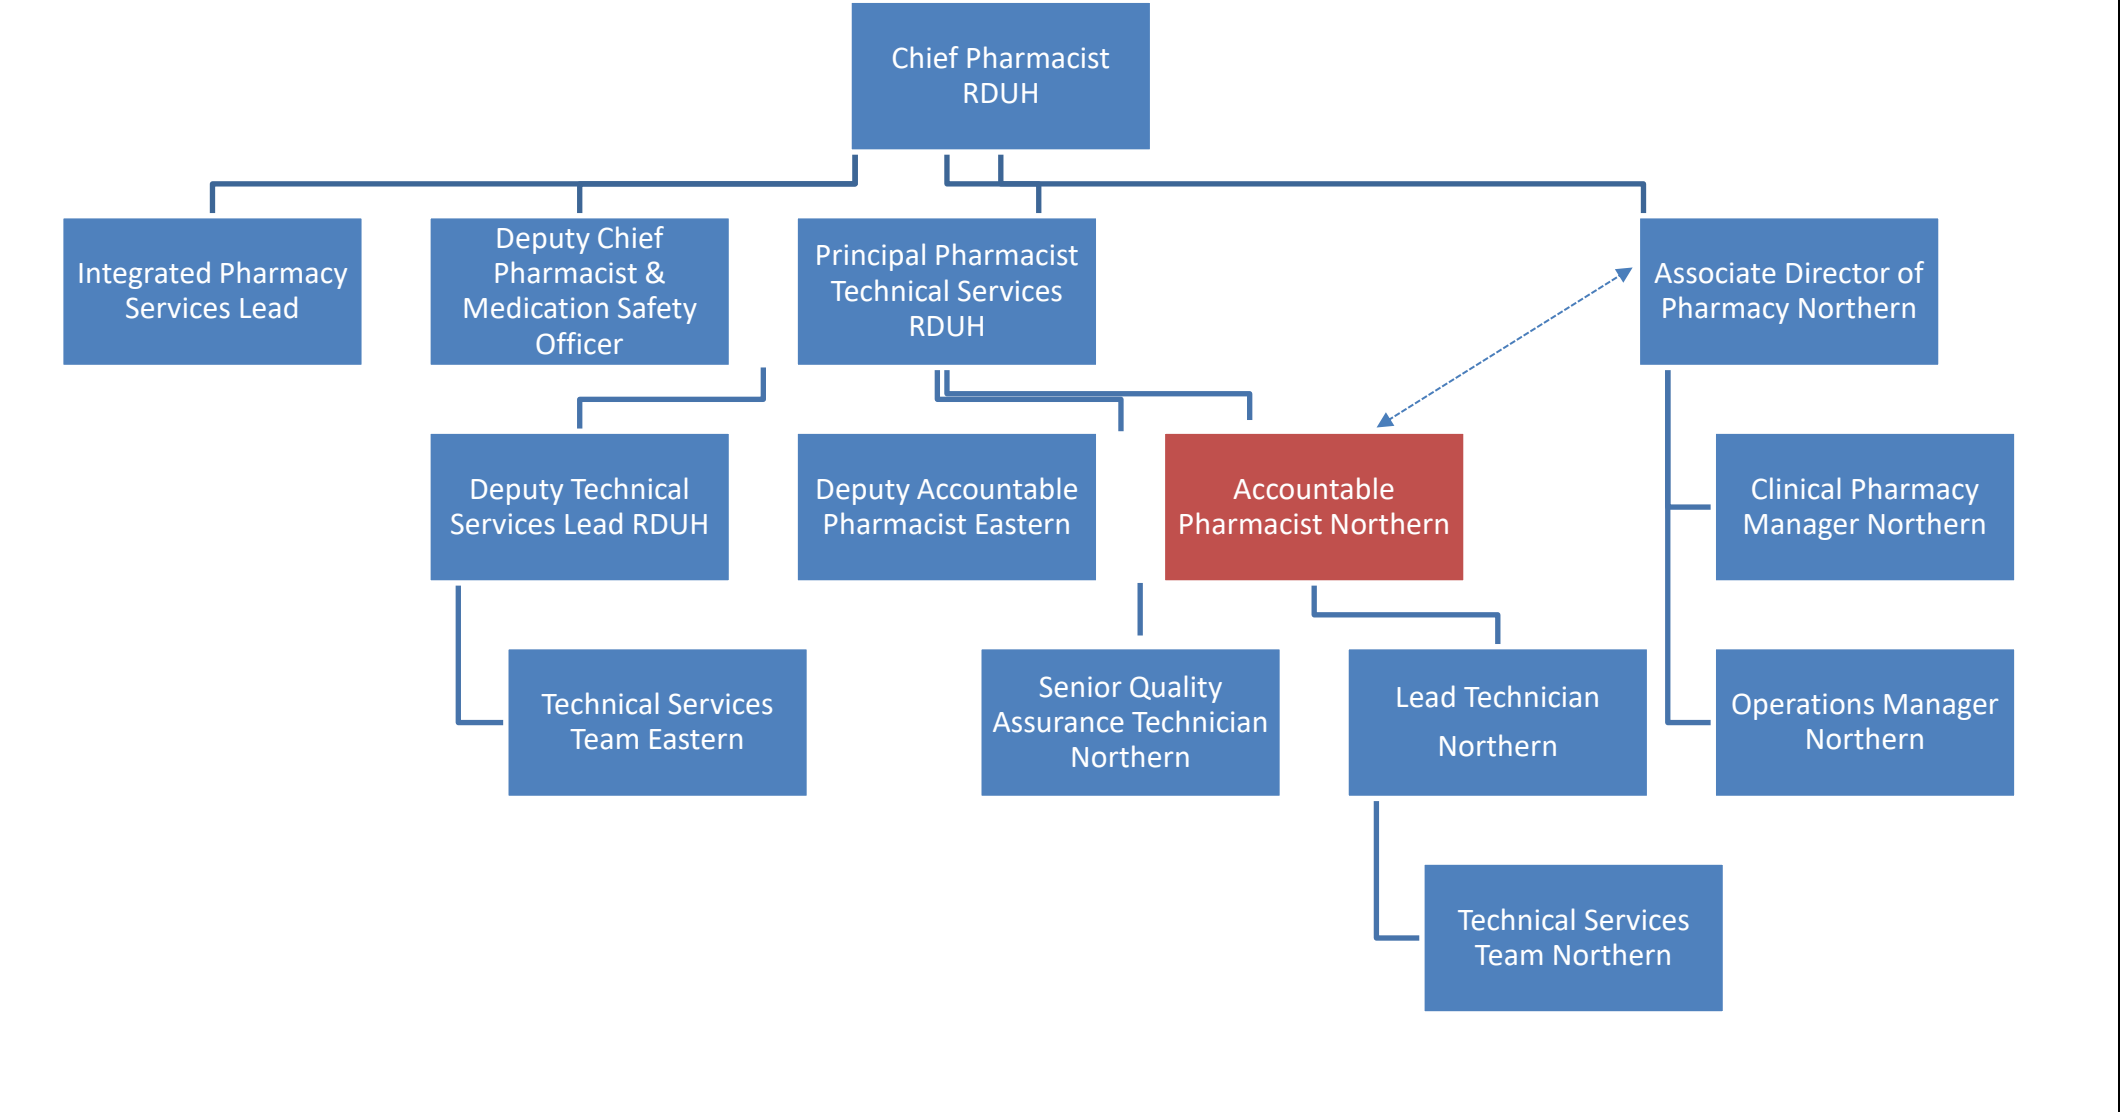 Chief Pharmacist
RDUH
Integrated Pharmacy
Services Lead
Deputy Chief
Pharmacist &
Medication Safety
Officer
Principal Pharmacist
Technical Services
RDUH
Associate Director of
Pharmacy Northern
Deputy Technical
Services Lead RDUH
Deputy Accountable
Pharmacist Eastern
Accountable
Pharmacist Northern
Clinical Pharmacy
Manager Northern
Technical Services
Team Eastern
Senior Quality
Assurance Technician
Northern
Lead Technician
Northern
Operations Manager
Northern
Technical Services
Team Northern